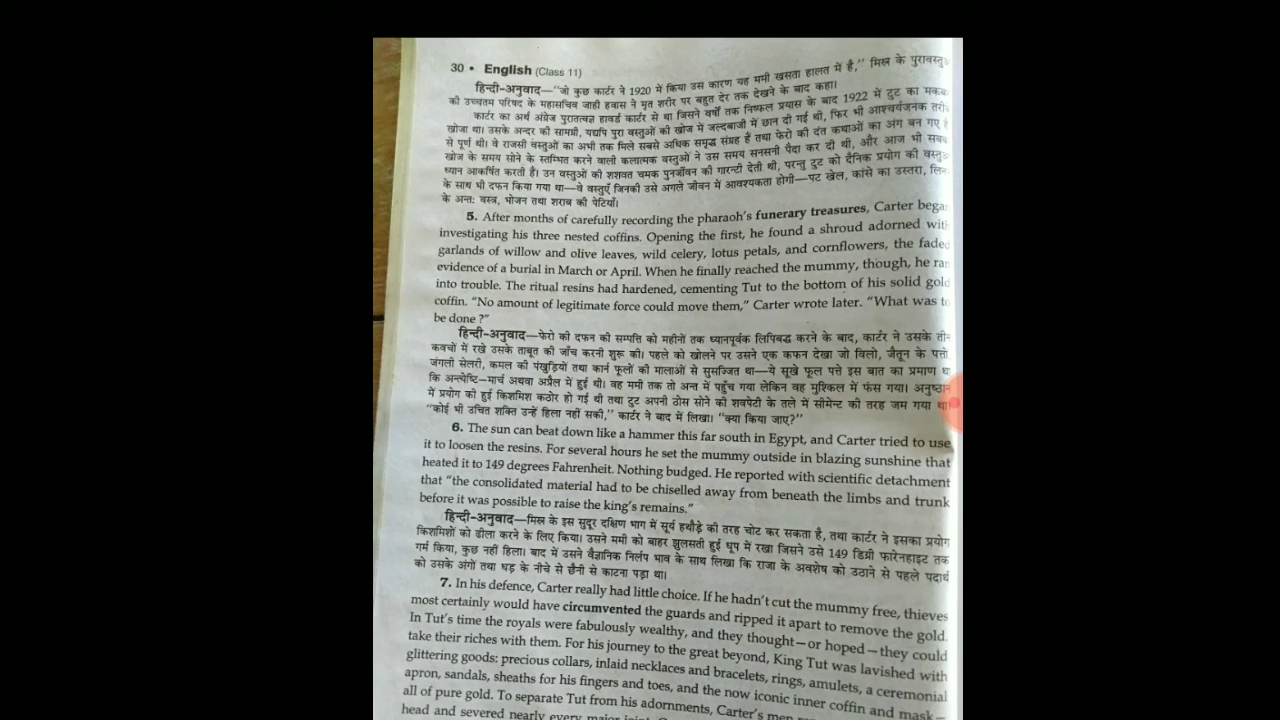 30 • English (Class 11)
हिन्दी-अनुवाद—“जो कुछ कार्टर ने 1920 में किया उस कारण यह ममी खसता हालत में है,” मिस्र के पुरावस्तुअ
की उच्चतम परिषद के महासचिव जाही हवास ने मृत शरीर पर बहुत देर तक देखने के बाद कहा।
कार्टर का अर्थ अंग्रेज पुरातत्वज्ञ हावर्ड कार्टर से था जिसने वर्षों तक निष्फल प्रयास के बाद 1922 में टुट का मकब
खोजा था। उसके अन्दर की सामग्री, यद्यपि पुरा वस्तुओं की खोज में जल्दबाजी में छान दी गई थी, फिर भी आश्चर्यजनक तरी
से पूर्ण थी। वे राजसी वस्तुओं का अभी तक मिले सबसे अधिक समृद्ध संग्रह हैं तथा फेरो की दंत कथाओं का अंग बन गए है
खोज के समय सोने के स्तम्भित करने वाली कलात्मक वस्तुओं ने उस समय सनसनी पैदा कर दी थी, और आज भी सबक
ध्यान आकर्षित करती हैं। उन वस्तुओं की शशवत चमक पुनर्जीवन की गारन्टी देती थी, परन्तु टुट को दैनिक प्रयोग की वस्तुअ
के साथ भी दफन किया गया था—वे वस्तुएँ जिनकी उसे अगले जीवन में आवश्यकता होगी—पट खेल, कांसे का उस्तरा, लिन
के अन्त: वस्त्र, भोजन तथा शराब की पेटियाँ।
5. After months of carefully recording the pharaoh’s funerary treasures, Carter began
investigating his three nested coffins. Opening the first, he found a shroud adorned with
garlands of willow and olive leaves, wild celery, lotus petals, and cornflowers, the faded
evidence of a burial in March or April. When he finally reached the mummy, though, he ran
into trouble. The ritual resins had hardened, cementing Tut to the bottom of his solid gold
coffin. “No amount of legitimate force could move them,” Carter wrote later. “What was to
be done ?”
हिन्दी-अनुवाद—फेरो की दफन की सम्पत्ति को महीनों तक ध्यानपूर्वक लिपिबद्ध करने के बाद, कार्टर ने उसके तीन
कवचों में रखे उसके ताबूत की जाँच करनी शुरू की। पहले को खोलने पर उसने एक कफन देखा जो विलो, जैतून के पत्तो
जंगली सेलरी, कमल की पंखुड़ियों तथा कार्न फूलों की मालाओं से सुसज्जित था—ये सूखे फूल पत्ते इस बात का प्रमाण था
कि अन्त्येष्टि-मार्च अथवा अप्रैल में हुई थी। वह ममी तक तो अन्त में पहुँच गया लेकिन वह मुश्किल में फंस गया। अनुष्ठान
में प्रयोग की हुई किशमिश कठोर हो गई थी तथा टुट अपनी ठोस सोने की शवपेटी के तले में सीमेन्ट की तरह जम गया था।
“कोई भी उचित शक्ति उन्हें हिला नहीं सकी,” कार्टर ने बाद में लिखा। “क्या किया जाए?”
6. The sun can beat down like a hammer this far south in Egypt, and Carter tried to use
it to loosen the resins. For several hours he set the mummy outside in blazing sunshine that
heated it to 149 degrees Fahrenheit. Nothing budged. He reported with scientific detachment
that “the consolidated material had to be chiselled away from beneath the limbs and trunk
before it was possible to raise the king’s remains.”
हिन्दी-अनुवाद—मिस्र के इस सुदूर दक्षिण भाग में सूर्य हथौड़े की तरह चोट कर सकता है, तथा कार्टर ने इसका प्रयोग
किशमिशों को ढीला करने के लिए किया। उसने ममी को बाहर झुलसती हुई धूप में रखा जिसने उसे 149 डिग्री फारेनहाइट तक
गर्म किया, कुछ नहीं हिला। बाद में उसने वैज्ञानिक निर्लेप भाव के साथ लिखा कि राजा के अवशेष को उठाने से पहले पदार्थ
को उसके अंगों तथा धड़ के नीचे से छैनी से काटना पड़ा था।
7. In his defence, Carter really had little choice. If he hadn’t cut the mummy free, thieves
most certainly would have circumvented the guards and ripped it apart to remove the gold.
In Tut’s time the royals were fabulously wealthy, and they thought—or hoped—they could
take their riches with them. For his journey to the great beyond, King Tut was lavished with
glittering goods: precious collars, inlaid necklaces and bracelets, rings, amulets, a ceremonial
apron, sandals, sheaths for his fingers and toes, and the now iconic inner coffin and mask—
all of pure gold. To separate Tut from his adornments, Carter’s men
head and severed nearly every major